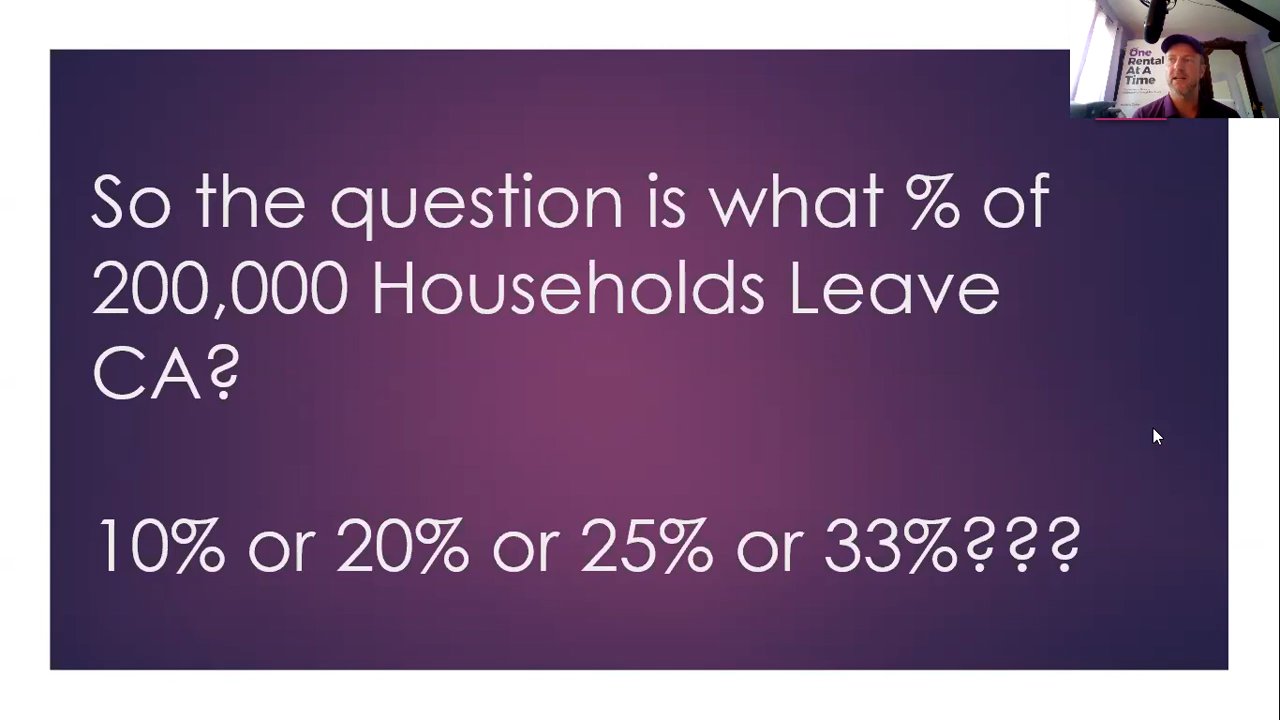 So the question is what % of
200,000 Households Leave
CA?
10% or 20% or 25% or 33%???
One
Rental
At A
Time